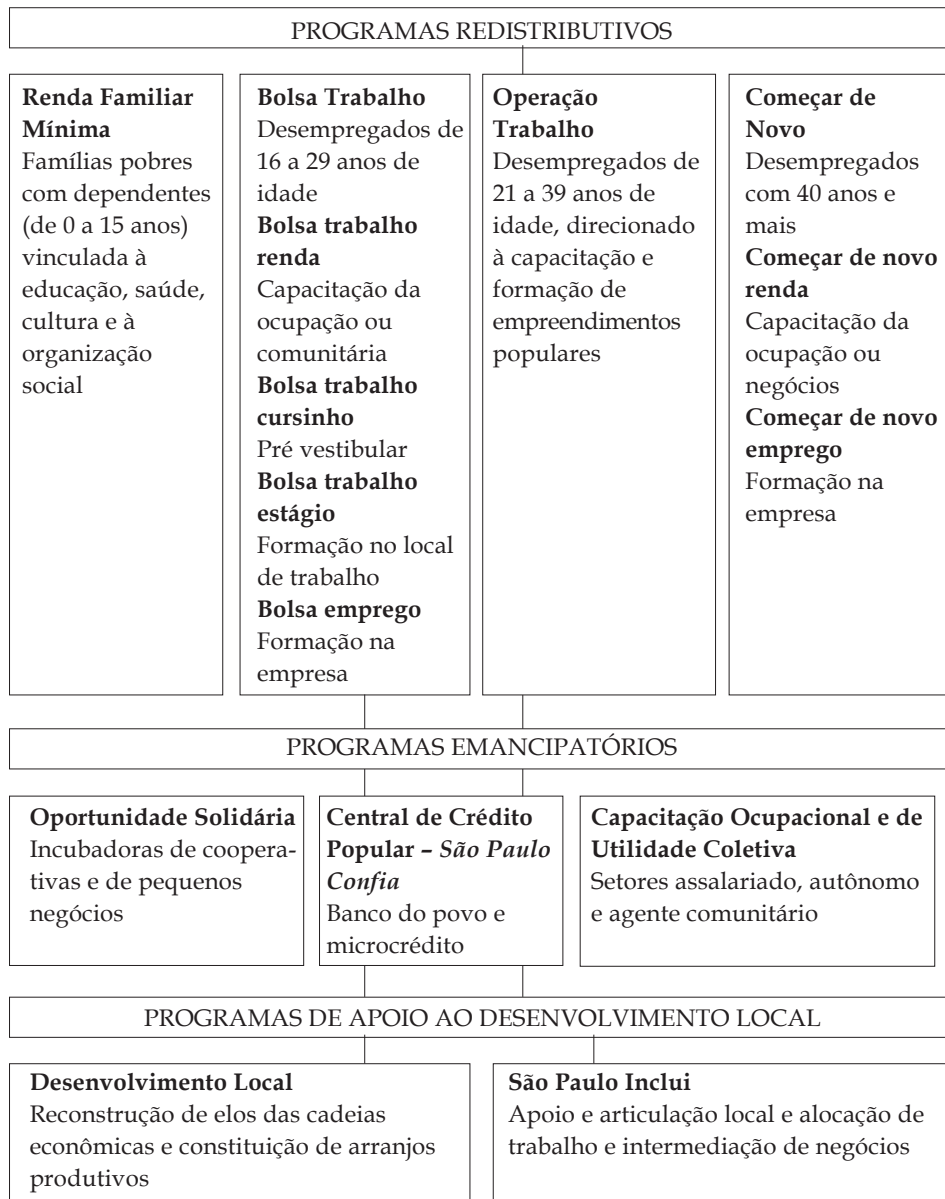 PROGRAMAS REDISTRIBUTIVOS
Renda Familiar
Mínima
Famílias pobres
com dependentes
(de 0 a 15 anos)
vinculada à
educação, saúde,
cultura e à
organização
social
Bolsa Trabalho
Desempregados de
16 a 29 anos de
idade
Bolsa trabalho
renda
Capacitação da
ocupação ou
comunitária
Bolsa trabalho
cursinho
Pré vestibular
Bolsa trabalho
estágio
Formação no local
de trabalho
Bolsa emprego
Formação na
empresa
Operação
Trabalho
Desempregados de
21 a 39 anos de
idade, direcionado
à capacitação e
formação de
empreendimentos
populares
Começar de
Novo
Desempregados
com 40 anos e
mais
Começar de novo
renda
Capacitação da
ocupação ou
negócios
Começar de novo
emprego
Formação na
empresa
PROGRAMAS EMANCIPATÓRIOS
Oportunidade Solidária
Incubadoras de coopera-
tivas e de pequenos
negócios
Central de Crédito
Popular – São Paulo
Confia
Banco do povo e
microcrédito
Capacitação Ocupacional e de
Utilidade Coletiva
Setores assalariado, autônomo
e agente comunitário
PROGRAMAS DE APOIO AO DESENVOLVIMENTO LOCAL
Desenvolvimento Local
Reconstrução de elos das cadeias
econômicas e constituição de arranjos
produtivos
São Paulo Inclui
Apoio e articulação local e alocação de
trabalho e intermediação de negócios